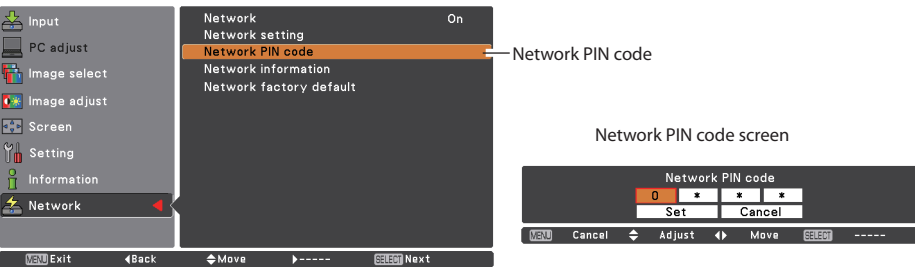 Input
PC adjust
Image select
Image adjust
Screen
Setting
Information
Network
Network On
Network setting
Network PIN code
Network information
Network factory default
MENU Exit Back Move ----- SELECT Next
Network PIN code
Network PIN code screen
Network PIN code
0 * * *
Set Cancel
MENU Cancel Adjust Move SELECT -----